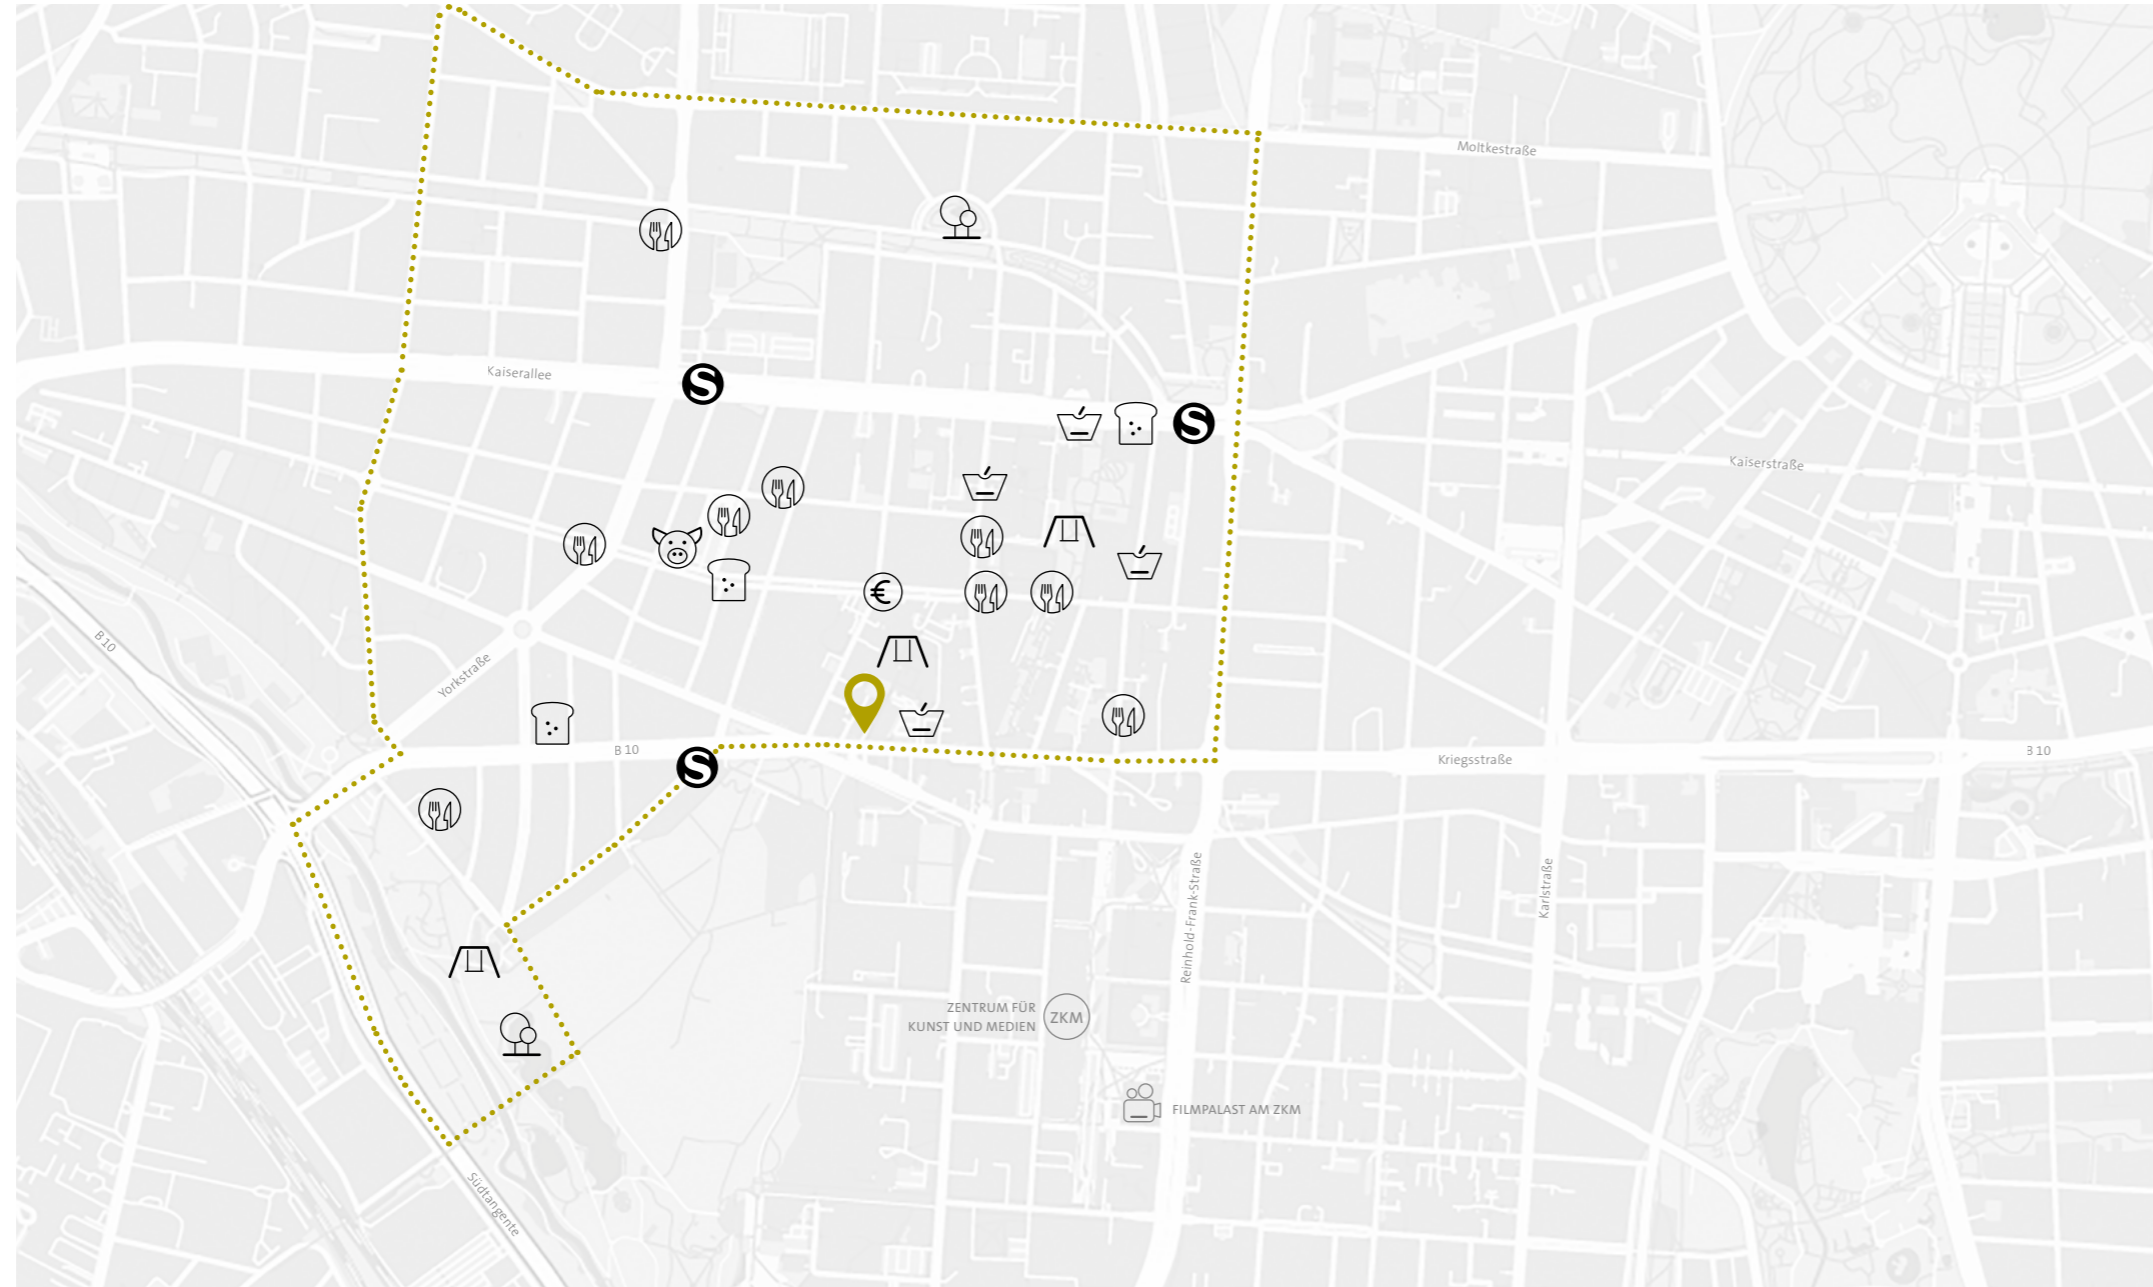 Moltkestraße
Kaiserallee
S
S
Kaiserstraße
€
B 10
Yorkstraße
B 10
S
Kriegsstraße
B 10
Reinhold-Frank-Straße
Karlstraße
ZENTRUM FÜR
KUNST UND MEDIEN
ZKM
FILMPALAST AM ZKM
Südtangente